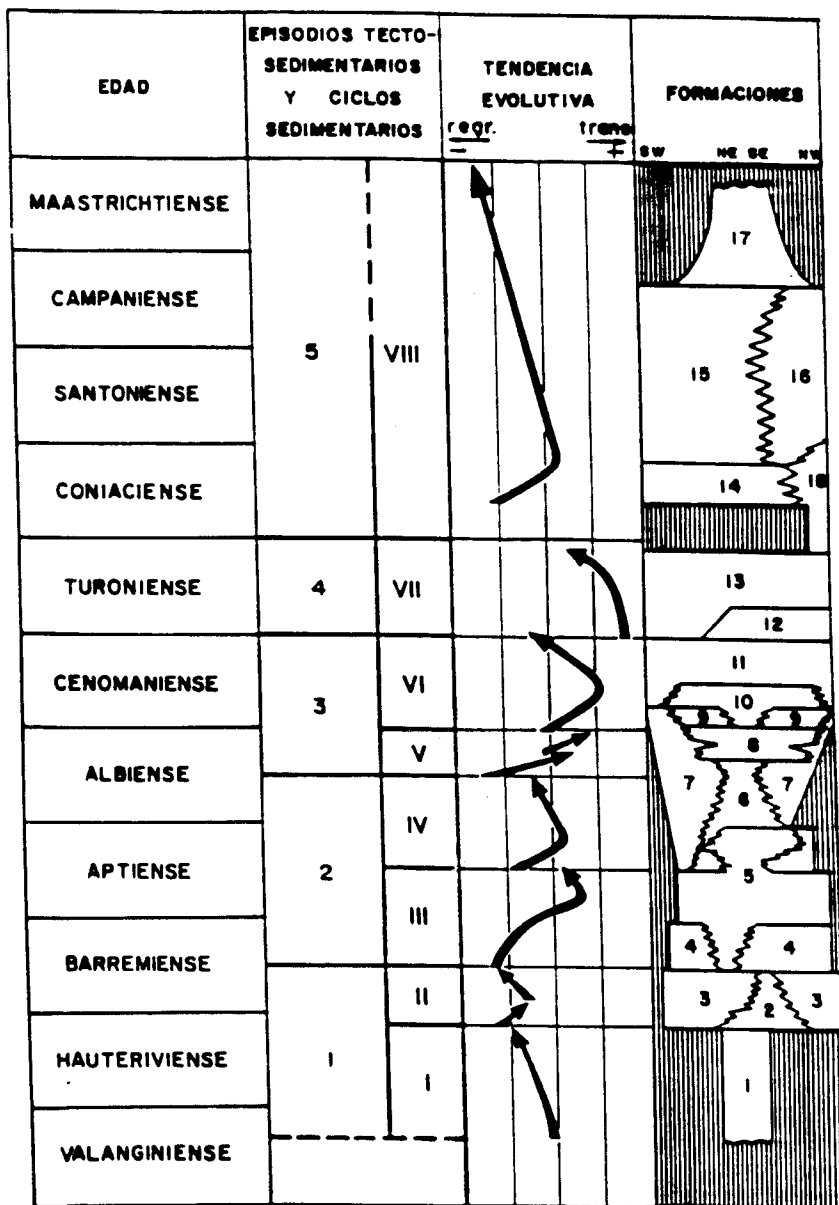 EDAD
EPISODIOS TECTO-
SEDIMENTARIOS
Y CICLOS
SEDIMENTARIOS
TENDENCIA
EVOLUTIVA
regr. trans
- +
FORMACIONES
SW NE SE NW
MAASTRICHTIENSE
CAMPANIENSE
SANTONIENSE
CONIACIENSE
TURONIENSE
CENOMANIENSE
ALBIENSE
APTIENSE
BARREMIENSE
HAUTERIVIENSE
VALANGINIENSE
5
4
3
2
1
VIII
VII
VI
V
IV
III
II
I
17
15 16
14 18
13
12
11
10
9 9
8
7 6 7
5
4 4
3 2 3
1